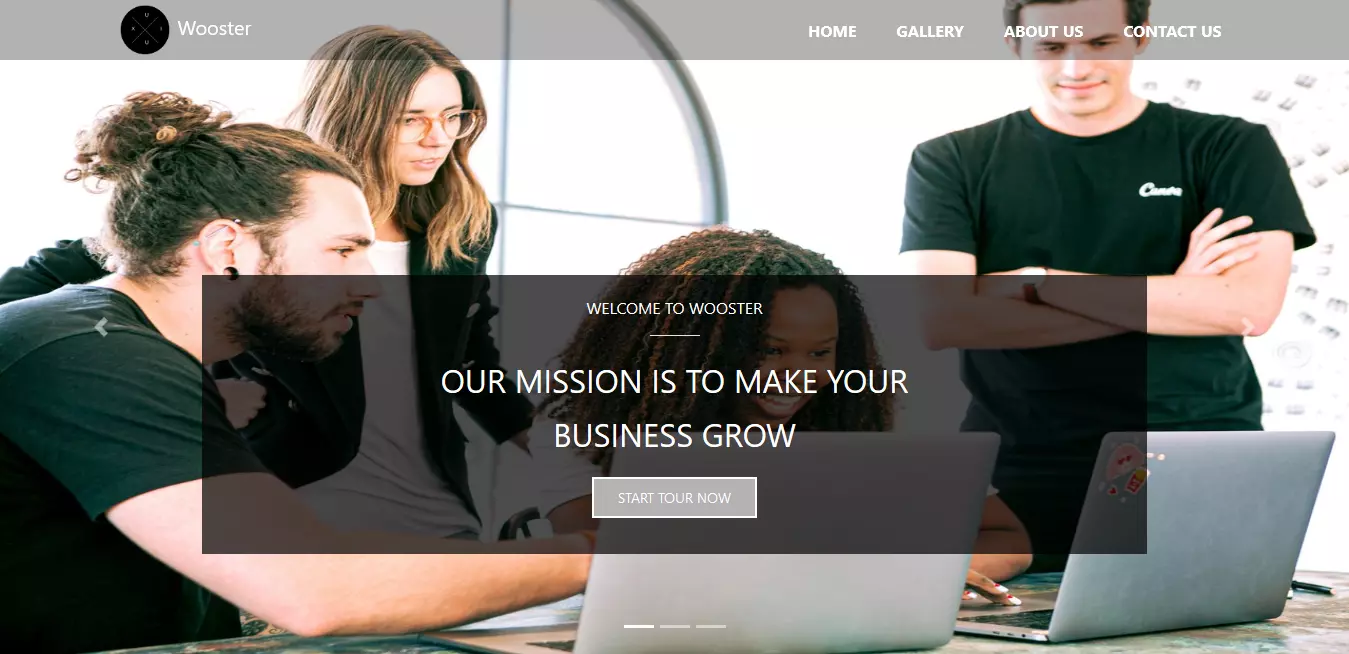 Wooster
HOME GALLERY ABOUT US CONTACT US
Canva
WELCOME TO WOOSTER
OUR MISSION IS TO MAKE YOUR
BUSINESS GROW
START TOUR NOW